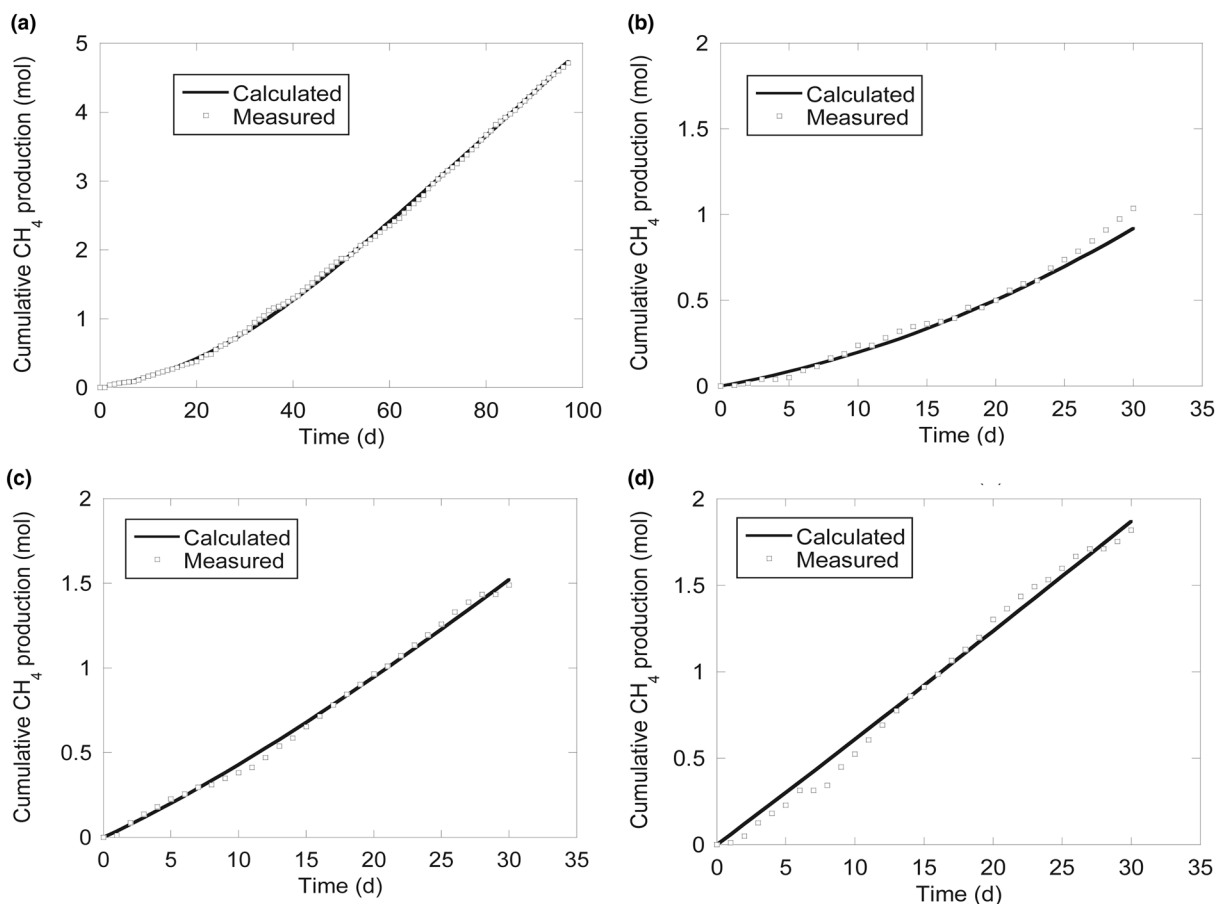 (a)
Cumulative CH4 production (mol)
5
4
3
2
1
0
Calculated
Measured
0 20 40 60 80 100
Time (d)
(b)
Cumulative CH4 production (mol)
2
1.5
1
0.5
0
Calculated
Measured
0 5 10 15 20 25 30 35
Time (d)
(c)
Cumulative CH4 production (mol)
2
1.5
1
0.5
0
Calculated
Measured
0 5 10 15 20 25 30 35
Time (d)
(d)
Cumulative CH4 production (mol)
2
1.5
1
0.5
0
Calculated
Measured
0 5 10 15 20 25 30 35
Time (d)